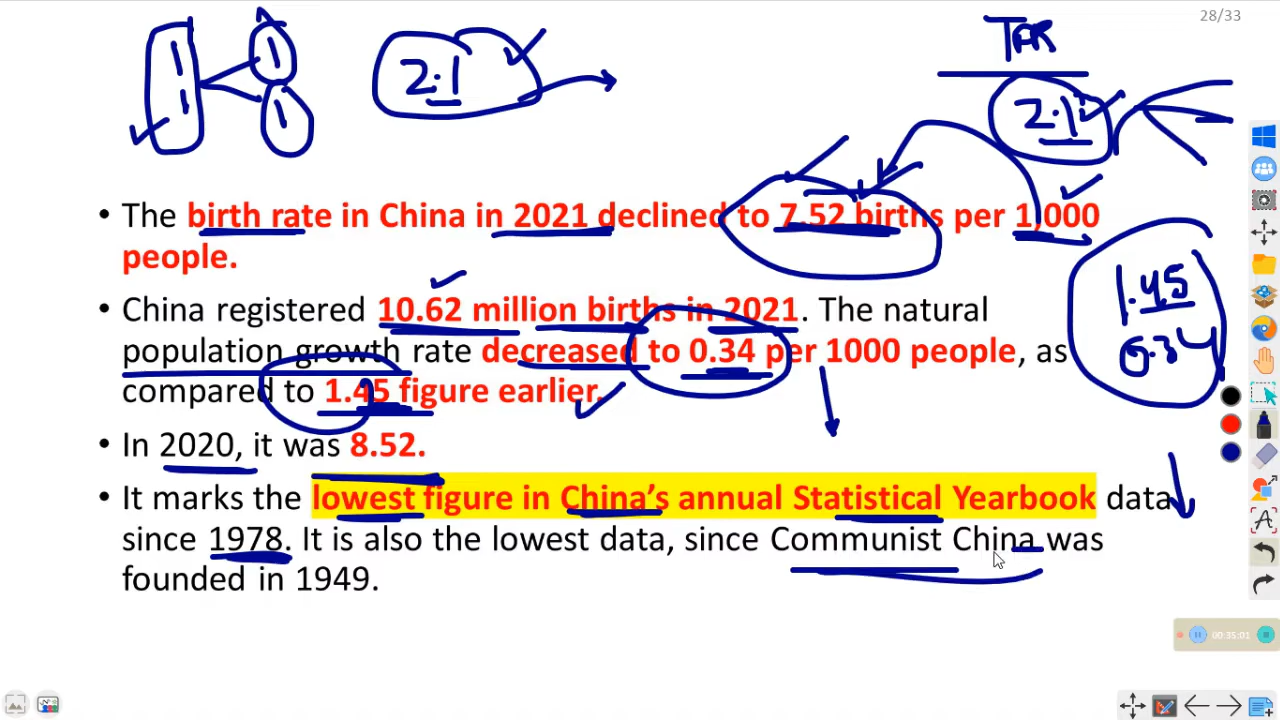 28/33
TFR
2.1
2.1
• The birth rate in China in 2021 declined to 7.52 births per 1,000
people.
• China registered 10.62 million births in 2021. The natural
population growth rate decreased to 0.34 per 1000 people, as
compared to 1.45 figure earlier.
1.45
0.34
• In 2020, it was 8.52.
• It marks the lowest figure in China's annual Statistical Yearbook data
since 1978. It is also the lowest data, since Communist China was
founded in 1949.
00:35:01